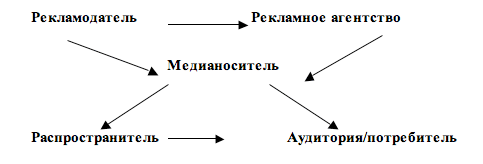 Рекламодатель Рекламное агентство
Медианоситель
Распространитель Аудитория/потребитель